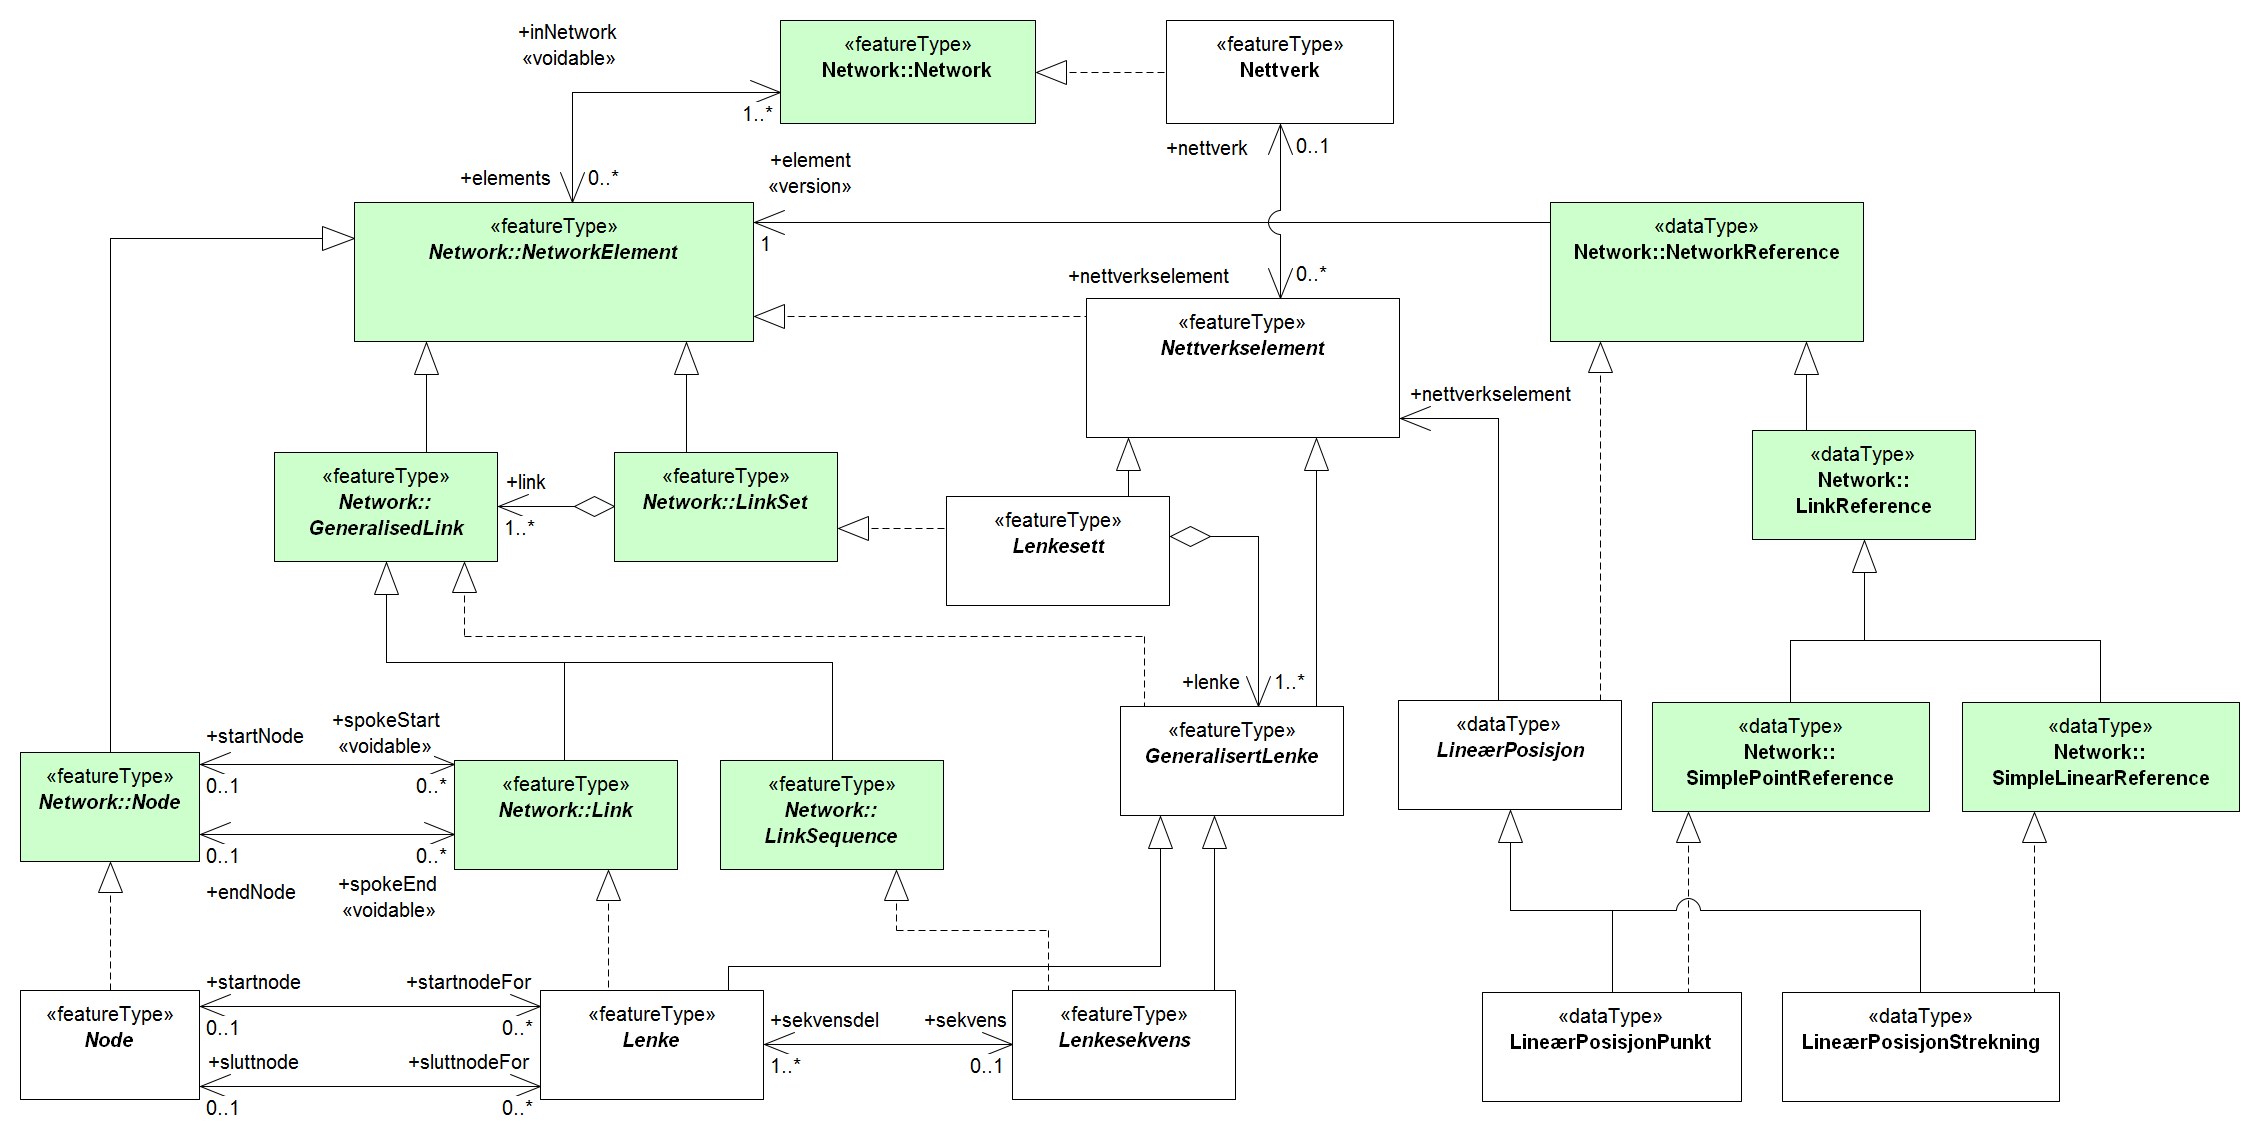 +inNetwork
«voidable»
1..*
«featureType»
Network::Network
«featureType»
Nettverk
+elements
0..*
+element
«version»
1
+nettverk
0..1
«featureType»
Network::NetworkElement
«dataType»
Network::NetworkReference
+nettverkselement
0..*
«featureType»
Nettverkselement
+nettverkselement
«featureType»
Network::
GeneralisedLink
+link
1..*
«featureType»
Network::LinkSet
«featureType»
Lenkesett
«dataType»
Network::
LinkReference
+lenke
1..*
«featureType»
GeneralisertLenke
«dataType»
LineærPosisjon
«dataType»
Network::
SimplePointReference
«dataType»
Network::
SimpleLinearReference
«featureType»
Network::Node
+startNode
0..1
+spokeStart
«voidable»
0..*
0..1
+endNode
0..*
+spokeEnd
«voidable»
«featureType»
Network::Link
«featureType»
Network::
LinkSequence
«featureType»
Node
+startnode
0..1
+startnodeFor
0..*
+sluttnode
0..1
+sluttnodeFor
0..*
«featureType»
Lenke
+sekvensdel
1..*
+sekvens
0..1
«featureType»
Lenkesekvens
«dataType»
LineærPosisjonPunkt
«dataType»
LineærPosisjonStrekning